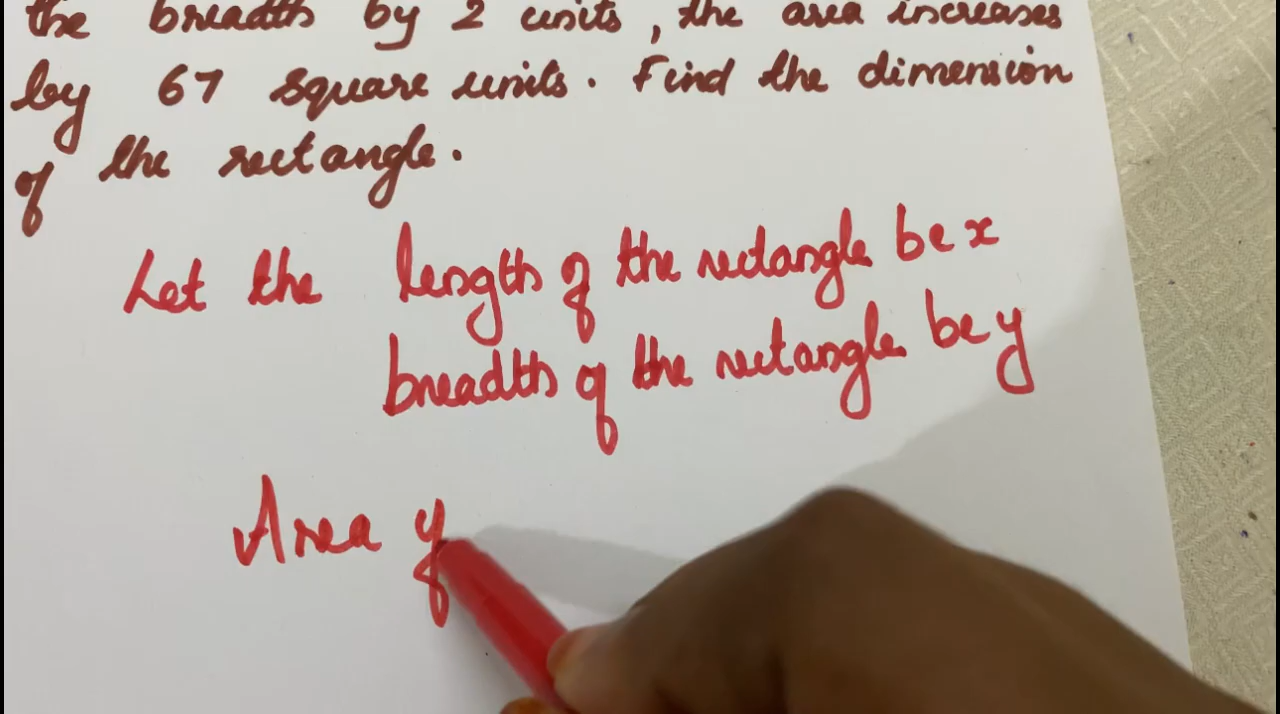 the breadth by 2 units, the area increases
by 67 square units. Find the dimension
of the rectangle.
Let the length of the rectangle be x
breadth of the rectangle be y
Area of